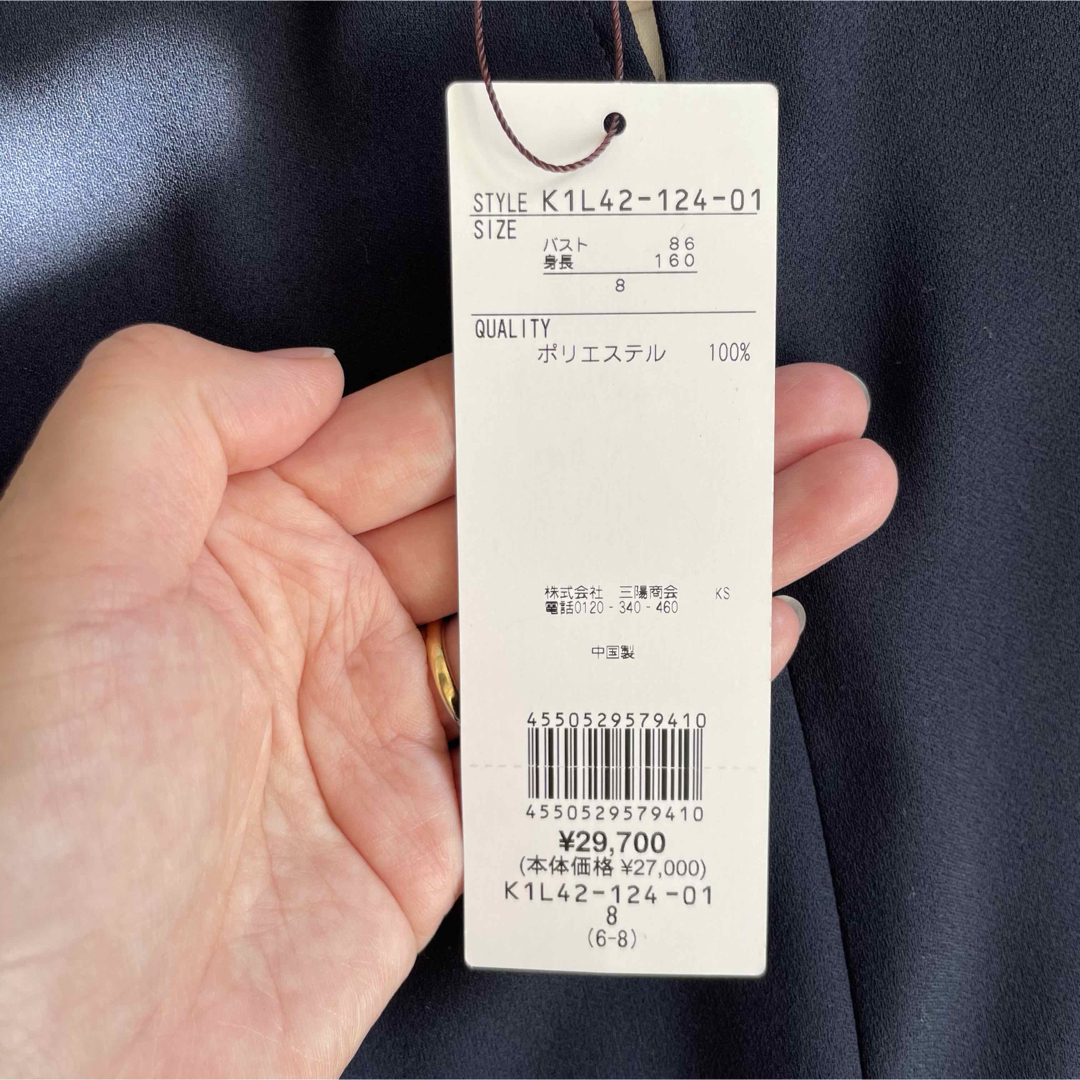 STYLE K1L42-124-01
SIZE
バスト 86
身長 160
8
QUALITY
ポリエステル 100%
株式会社 三陽商会 KS
電話0120-340-460
中国製
4550529579410
4550529579410
¥29,700
(本体価格 ¥27,000)
K1L42-124-01
8
(6-8)